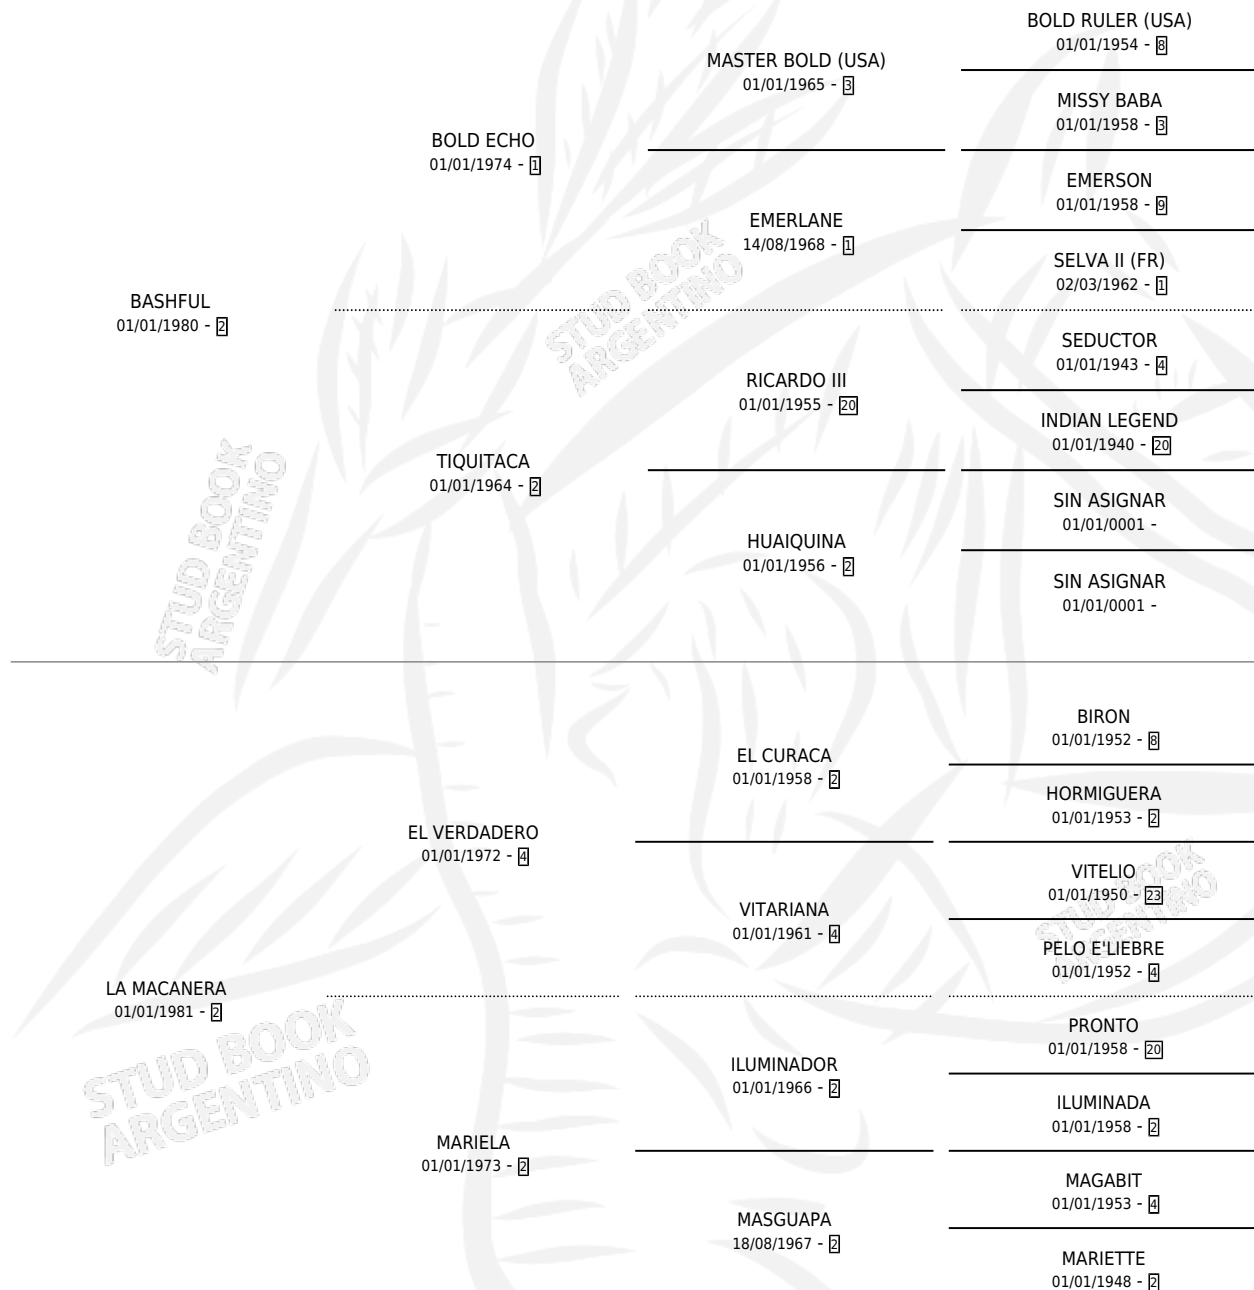 BOLD RULER (USA)
01/01/1954 - 8
MASTER BOLD (USA)
01/01/1965 - 3
MISSY BABA
01/01/1958 - 3
BOLD ECHO
01/01/1974 - 1
EMERSON
01/01/1958 - 9
EMERLANE
14/08/1968 - 1
SELVA II (FR)
02/03/1962 - 1
BASHFUL
01/01/1980 - 2
SEDUCTOR
01/01/1943 - 4
RICARDO III
01/01/1955 - 20
INDIAN LEGEND
01/01/1940 - 20
TIQUITACA
01/01/1964 - 2
SIN ASIGNAR
01/01/0001 -
HUAIQUINA
01/01/1956 - 2
SIN ASIGNAR
01/01/0001 -
BIRON
01/01/1952 - 8
EL CURACA
01/01/1958 - 2
HORMIGUERA
01/01/1953 - 2
EL VERDADERO
01/01/1972 - 4
VITELIO
01/01/1950 - 23
VITARIANA
01/01/1961 - 4
PELO E'LIEBRE
01/01/1952 - 4
LA MACANERA
01/01/1981 - 2
PRONTO
01/01/1958 - 20
ILUMINADOR
01/01/1966 - 2
ILUMINADA
01/01/1958 - 2
MARIELA
01/01/1973 - 2
MAGABIT
01/01/1953 - 4
MASGUAPA
18/08/1967 - 2
MARIETTE
01/01/1948 - 2
STUD BOOK
ARGENTINO
STUD BOOK
ARGENTINO
STUD BOOK
ARGENTINO
STUD BOOK
ARGENTINO